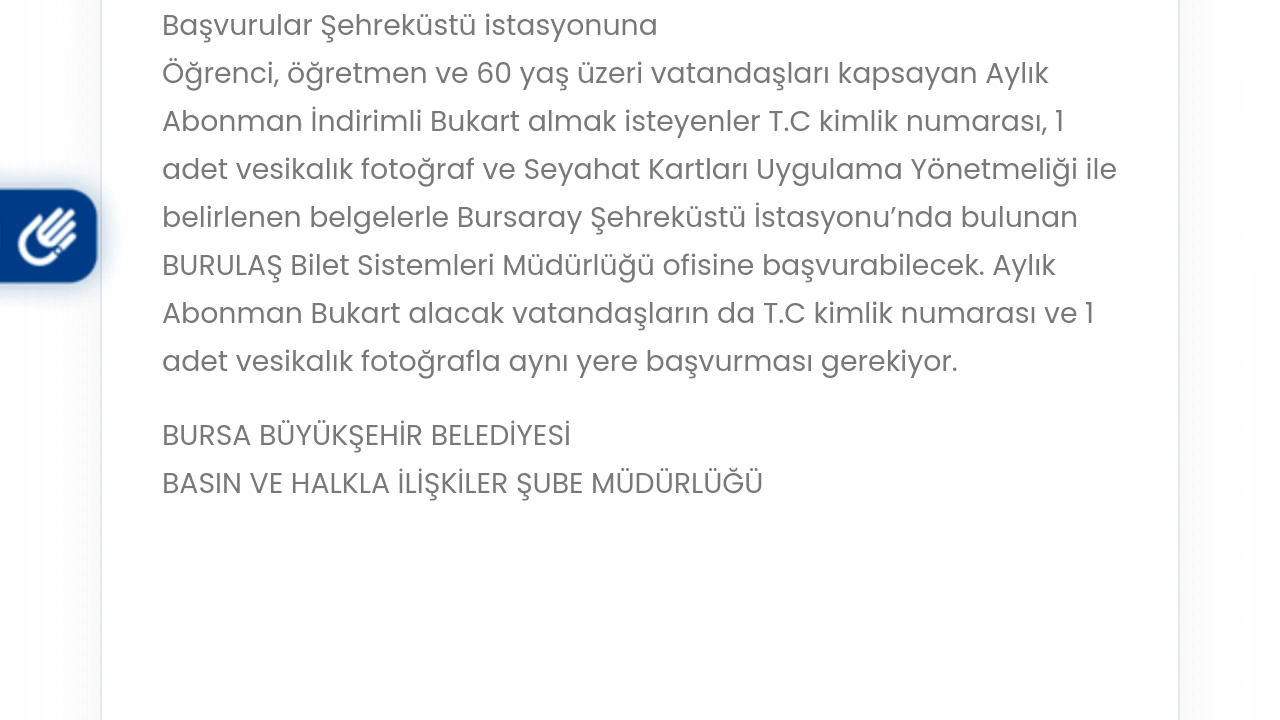 Başvurular Şehreküstü istasyonuna
Öğrenci, öğretmen ve 60 yaş üzeri vatandaşları kapsayan Aylık
Abonman İndirimli Bukart almak isteyenler T.C kimlik numarası, 1
adet vesikalık fotoğraf ve Seyahat Kartları Uygulama Yönetmeliği ile
belirlenen belgelerle Bursaray Şehreküstü İstasyonu’nda bulunan
BURULAŞ Bilet Sistemleri Müdürlüğü ofisine başvurabilecek. Aylık
Abonman Bukart alacak vatandaşların da T.C kimlik numarası ve 1
adet vesikalık fotoğrafla aynı yere başvurması gerekiyor.
BURSA BÜYÜKŞEHİR BELEDİYESİ
BASIN VE HALKLA İLİŞKİLER ŞUBE MÜDÜRLÜĞÜ